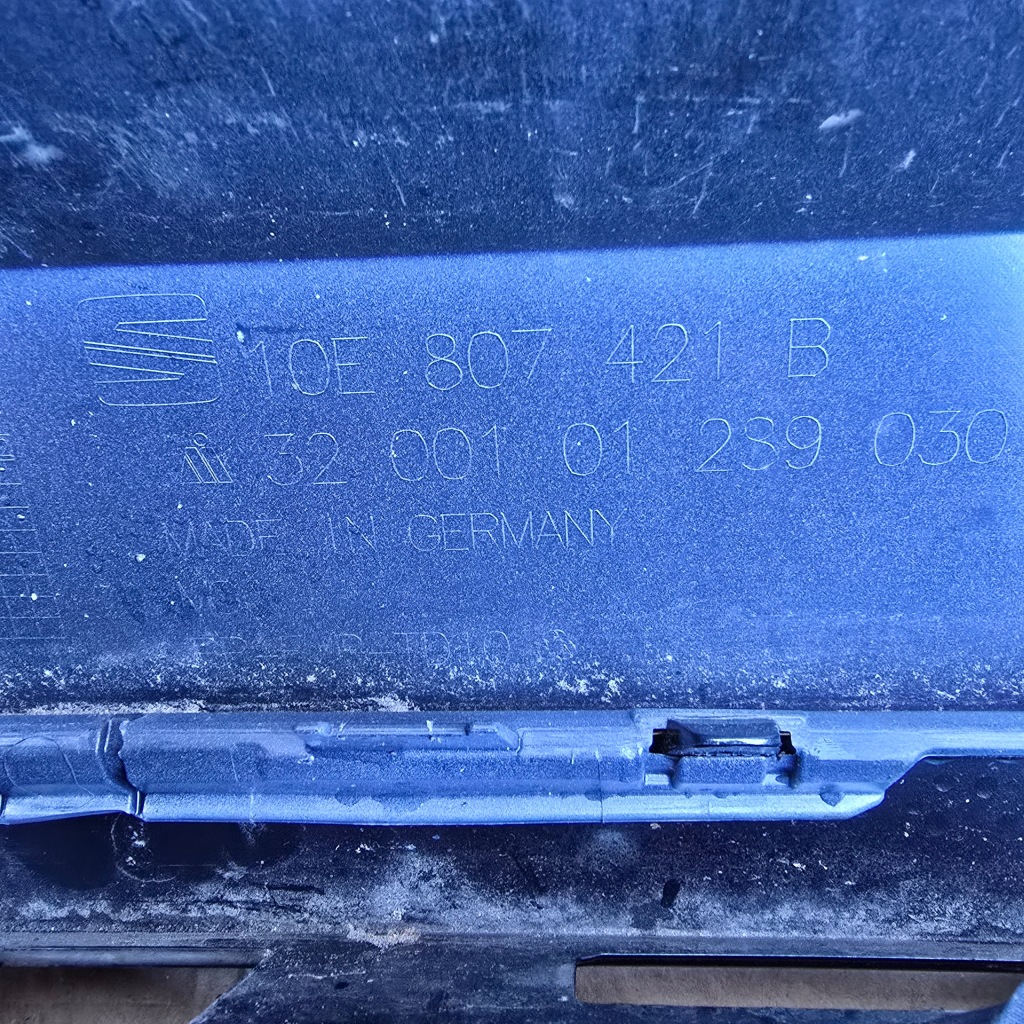 10E 807 421 B
32 001 01 289 030
MADE IN GERMANY